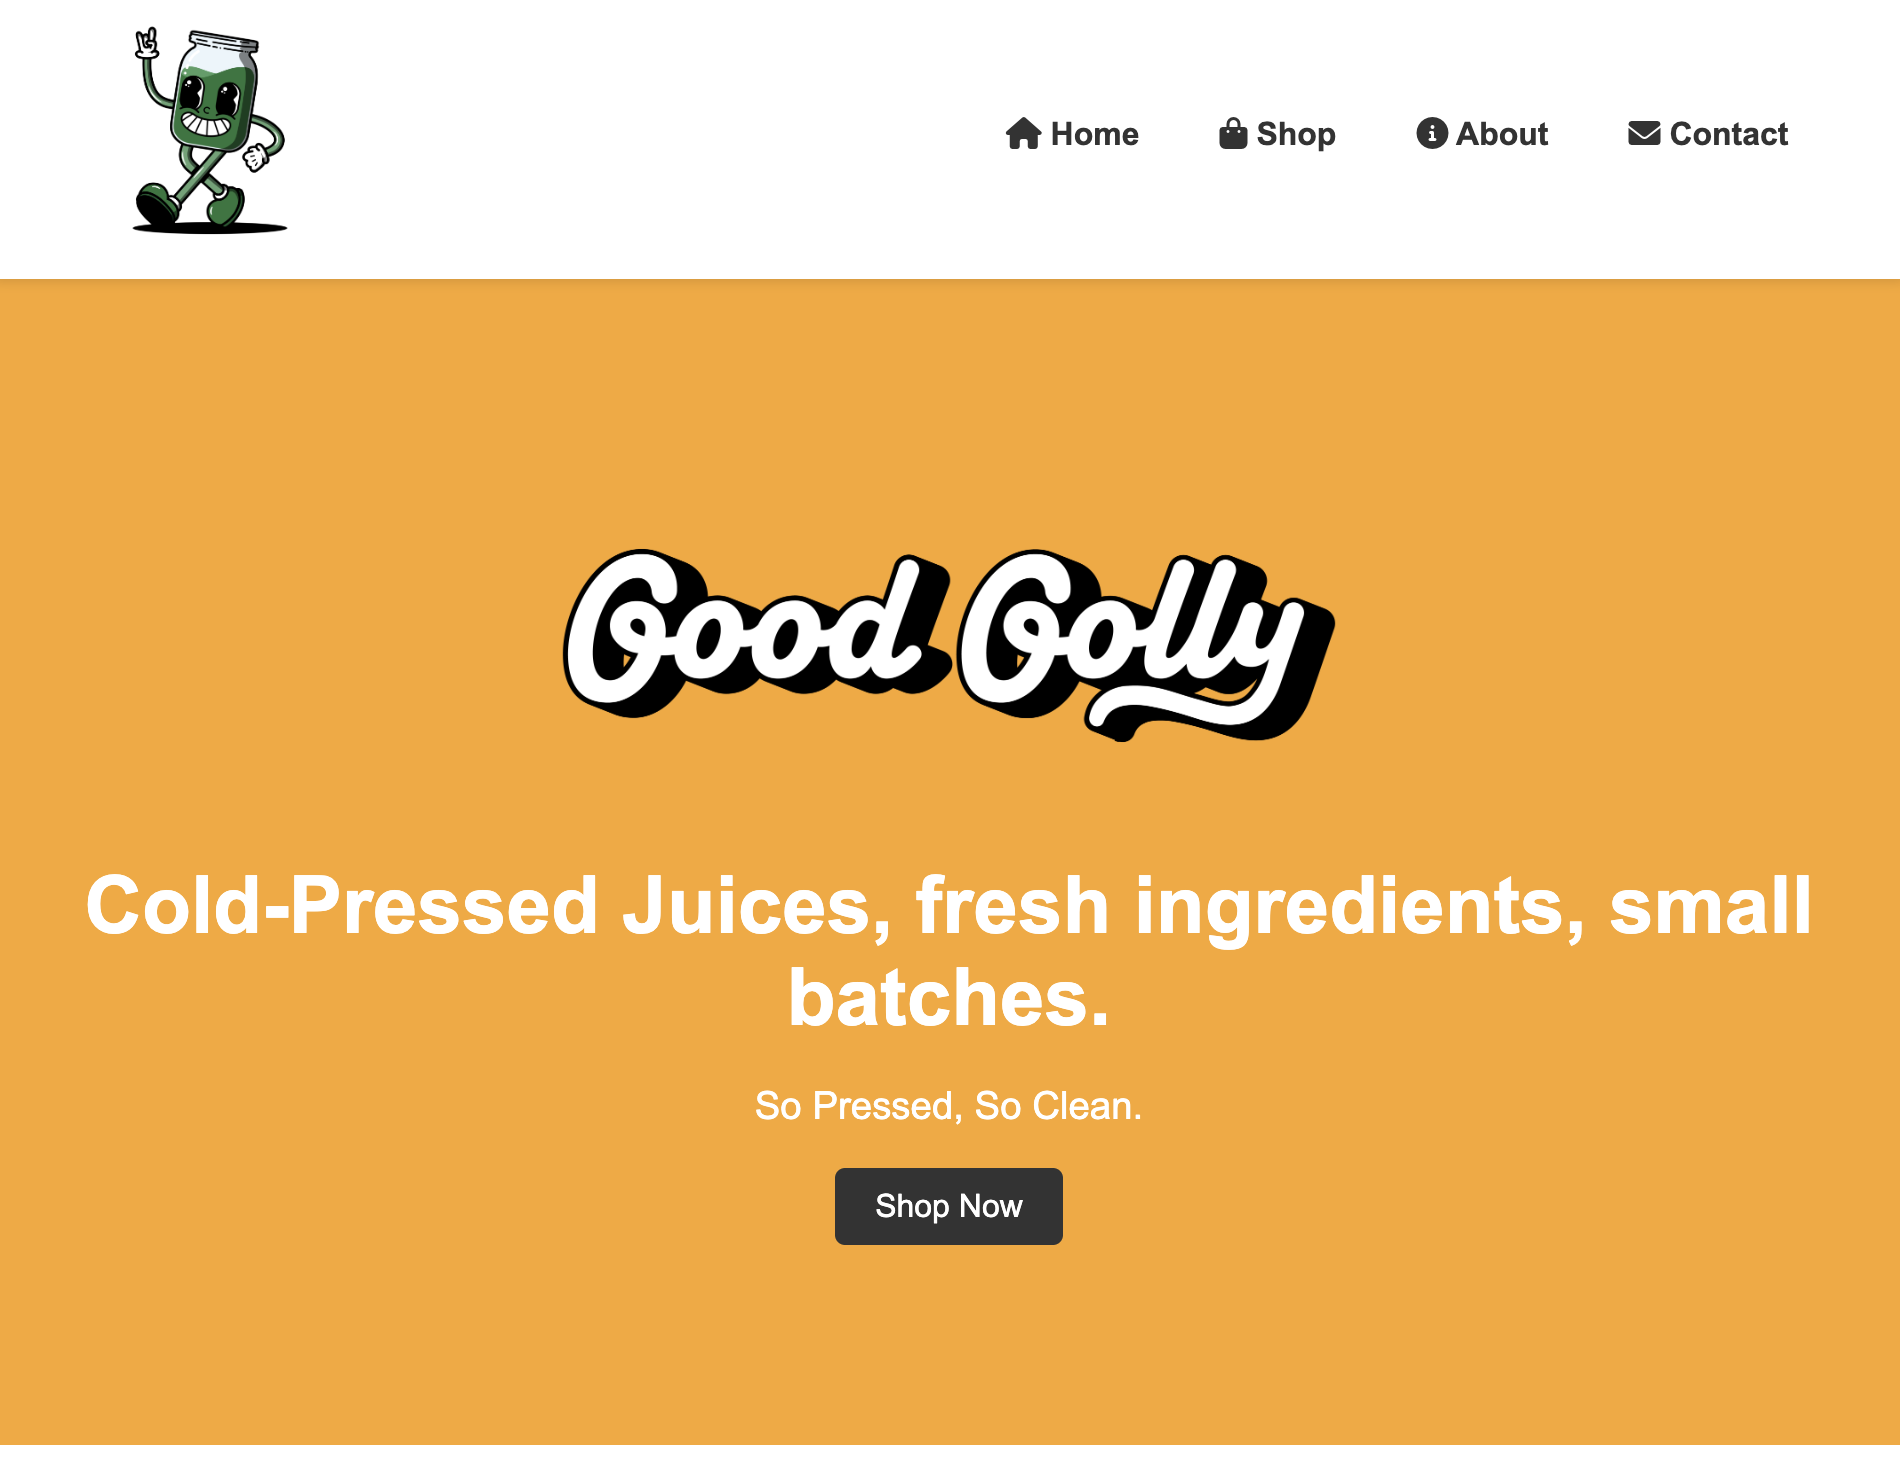 Home Shop About Contact
Good Golly
Cold-Pressed Juices, fresh ingredients, small
batches.
So Pressed, So Clean.
Shop Now